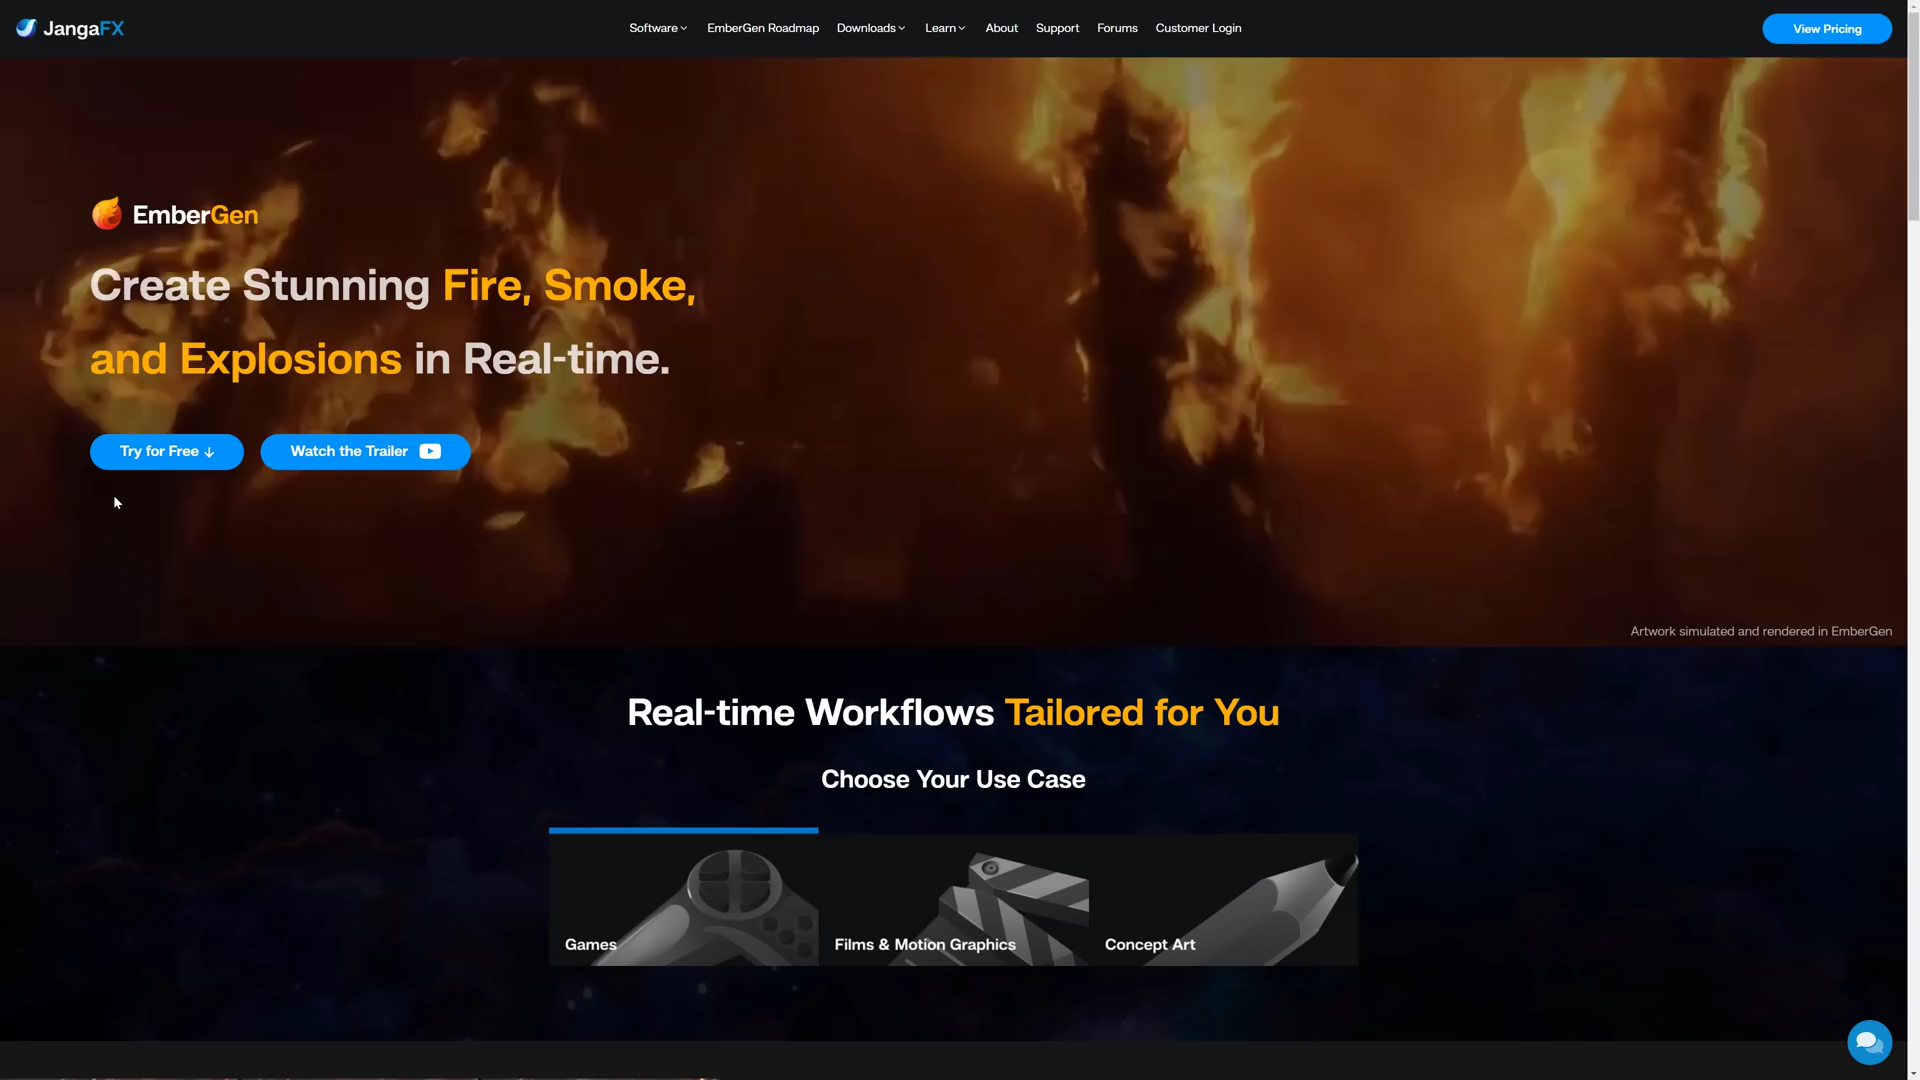 JangaFX
Software
EmberGen Roadmap
Downloads
Learn
About
Support
Forums
Customer Login
View Pricing
EmberGen
Create Stunning Fire, Smoke,
and Explosions in Real-time.
Try for Free
Watch the Trailer
Artwork simulated and rendered in EmberGen
Real-time Workflows Tailored for You
Choose Your Use Case
Games
Films & Motion Graphics
Concept Art